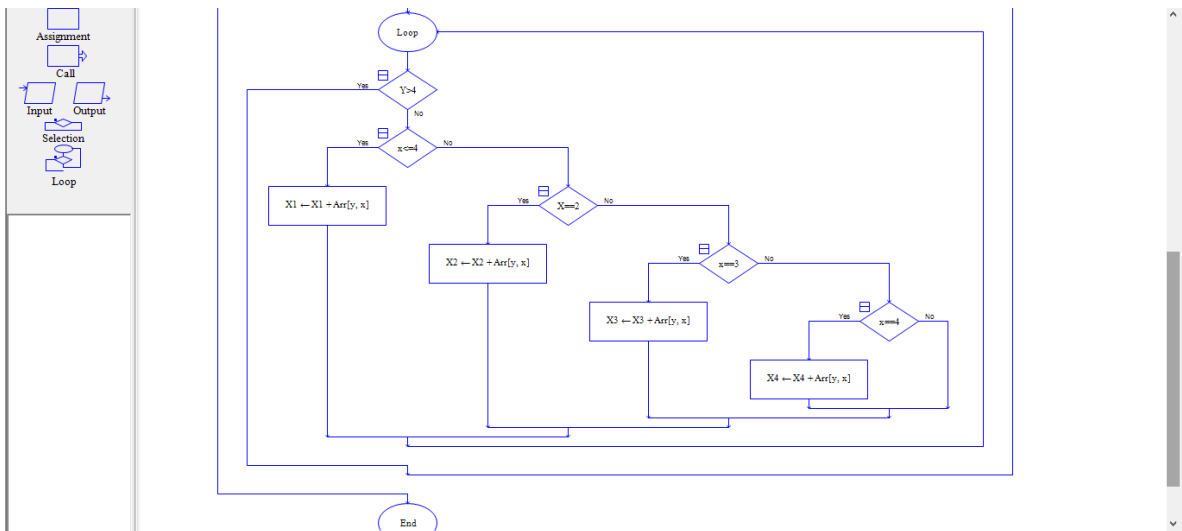 Assignment
Call
Input
Output
Selection
Loop
Loop
Yes
Y>4
No
Yes
x<=4
No
X1 ← X1 + Arr[y, x]
Yes
X==2
No
X2 ← X2 + Arr[y, x]
Yes
x==3
No
X3 ← X3 + Arr[y, x]
Yes
x==4
No
X4 ← X4 + Arr[y, x]
End